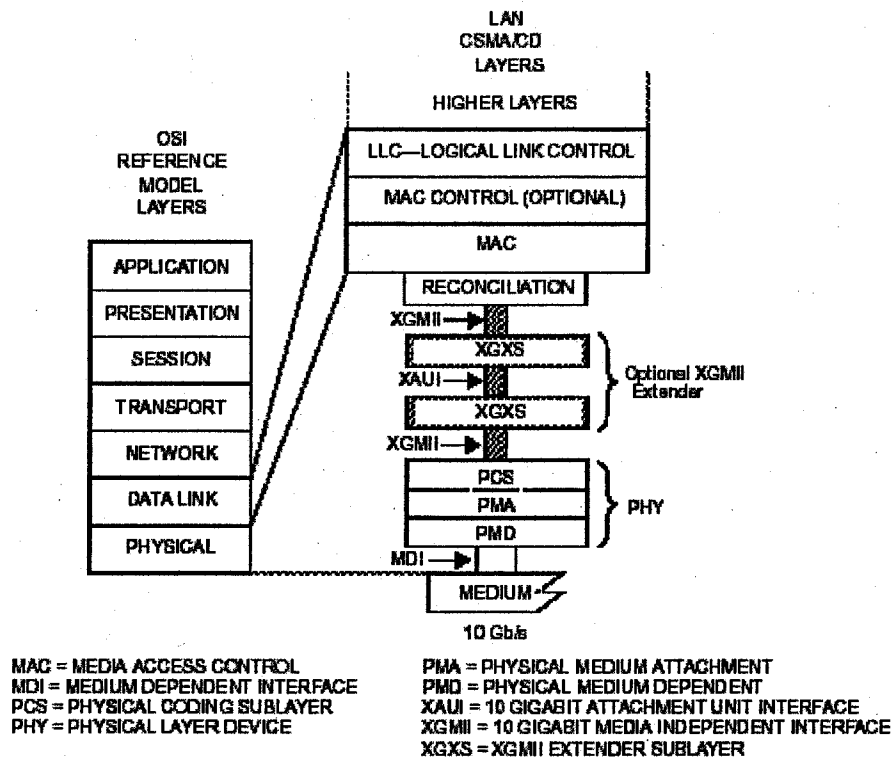 LAN
CSMA/CD
LAYERS
HIGHER LAYERS
OSI
REFERENCE
MODEL
LAYERS
LLC—LOGICAL LINK CONTROL
MAC CONTROL (OPTIONAL)
MAC
APPLICATION
PRESENTATION
SESSION
TRANSPORT
NETWORK
DATA LINK
PHYSICAL
RECONCILIATION
XGMII
XGXS
XAUI
XGXS
Optional XGMII
Extender
XGMII
PCS
PMA
PMD
PHY
MDI
MEDIUM
10 Gb/s
MAC = MEDIA ACCESS CONTROL
MDI = MEDIUM DEPENDENT INTERFACE
PCS = PHYSICAL CODING SUBLAYER
PHY = PHYSICAL LAYER DEVICE
PMA = PHYSICAL MEDIUM ATTACHMENT
PMD = PHYSICAL MEDIUM DEPENDENT
XAUI = 10 GIGABIT ATTACHMENT UNIT INTERFACE
XGMII = 10 GIGABIT MEDIA INDEPENDENT INTERFACE
XGXS = XGMII EXTENDER SUBLAYER